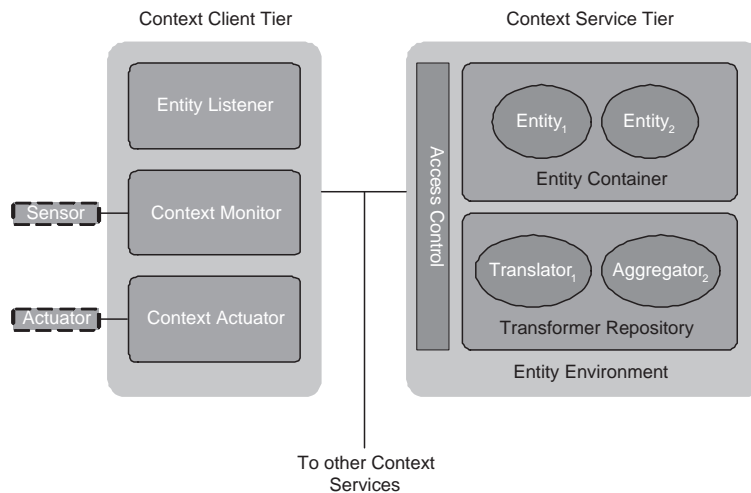 Context Client Tier
Context Service Tier
Entity Listener
Sensor
Context Monitor
Actuator
Context Actuator
Access Control
Entity1
Entity2
Entity Container
Translator1
Aggregator2
Transformer Repository
Entity Environment
To other Context
Services